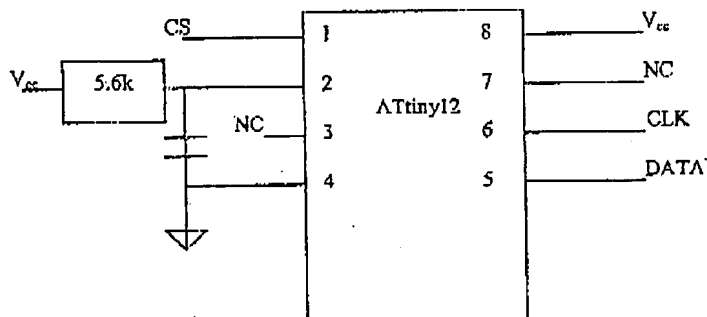 CS 1 8 Vcc
Vcc 5.6k 2 7 NC
ATtiny12
NC 3 6 CLK
4 5 DATA